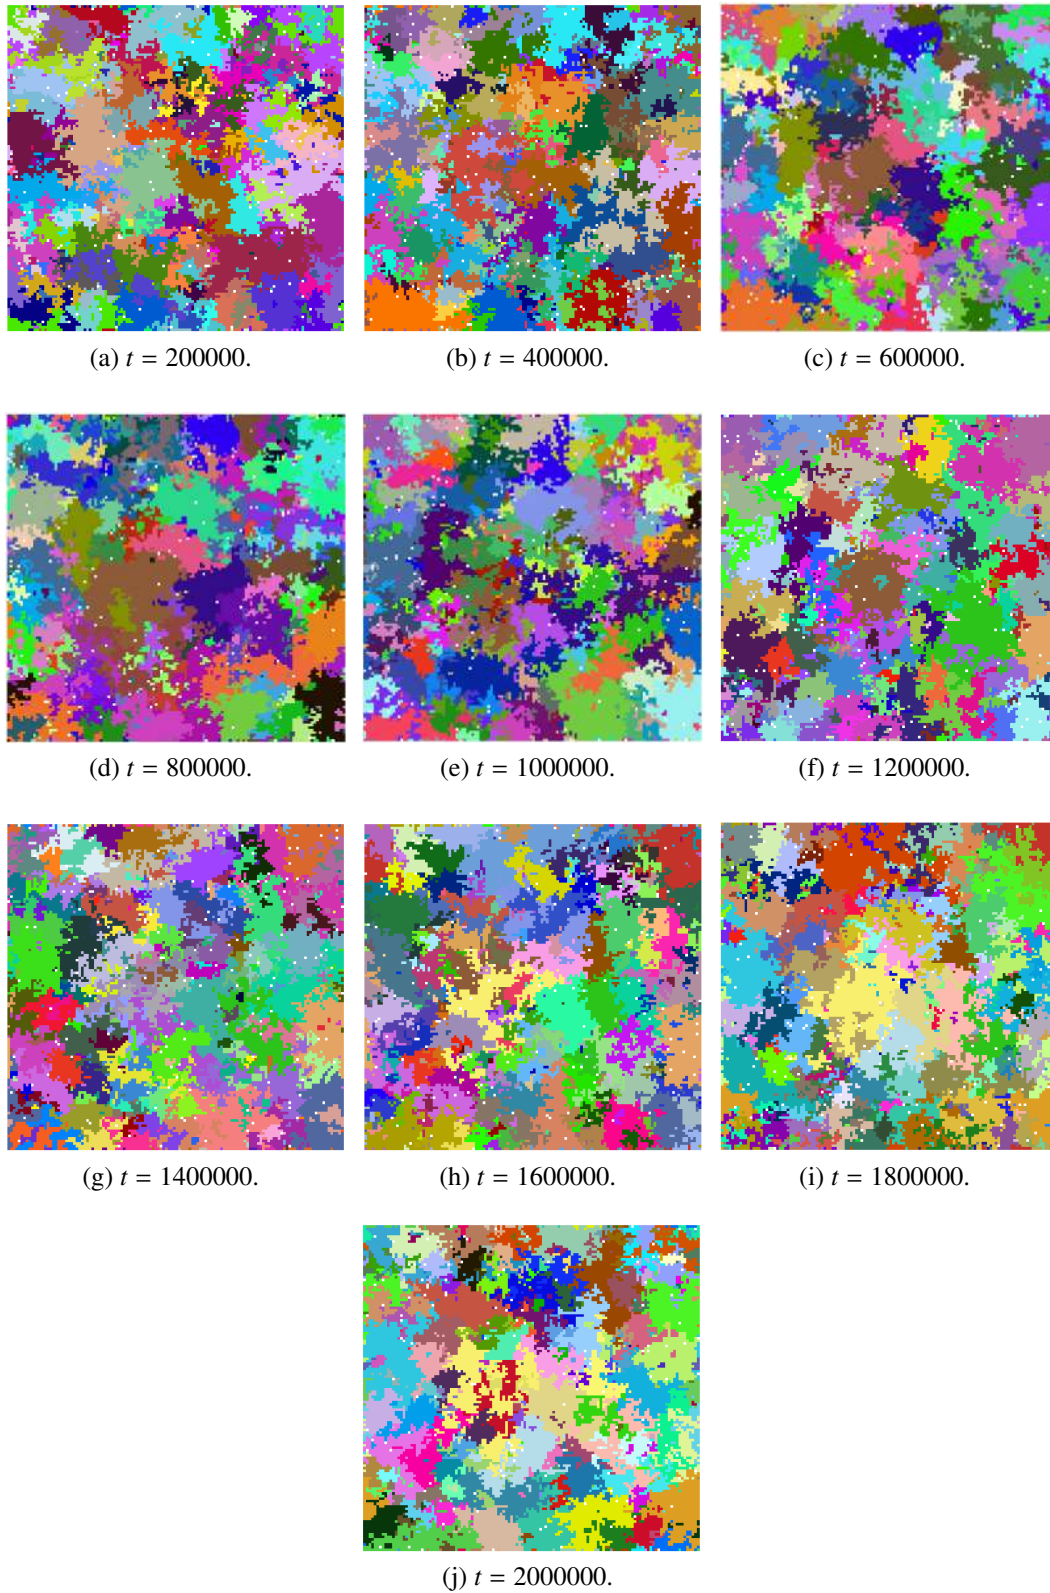 (a) t = 200000.
(b) t = 400000.
(c) t = 600000.
(d) t = 800000.
(e) t = 1000000.
(f) t = 1200000.
(g) t = 1400000.
(h) t = 1600000.
(i) t = 1800000.
(j) t = 2000000.